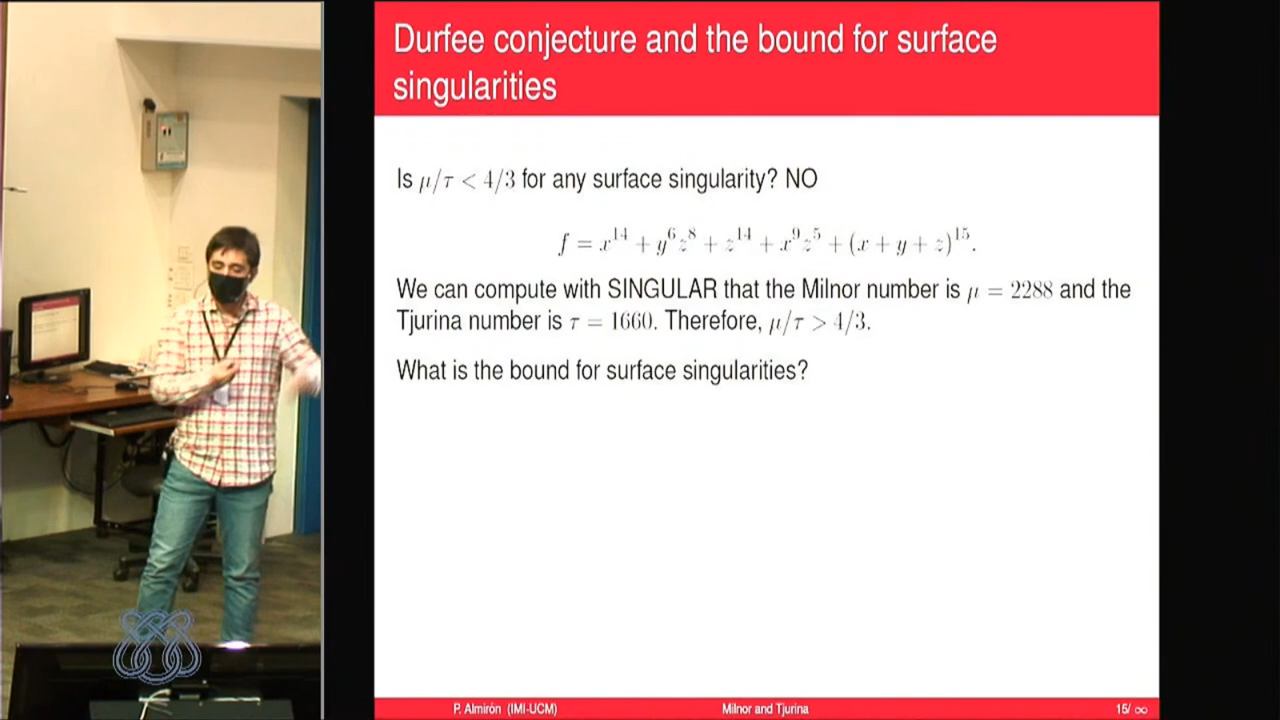 Durfee conjecture and the bound for surface
singularities
Is μ/τ < 4/3 for any surface singularity? NO
f = x^14 + y^6 z^8 + z^14 + x^9 z^5 + (x + y + z)^15.
We can compute with SINGULAR that the Milnor number is μ = 2288 and the
Tjurina number is τ = 1660. Therefore, μ/τ > 4/3.
What is the bound for surface singularities?
P. Almirón (IMI-UCM) Milnor and Tjurina 15/ ∞